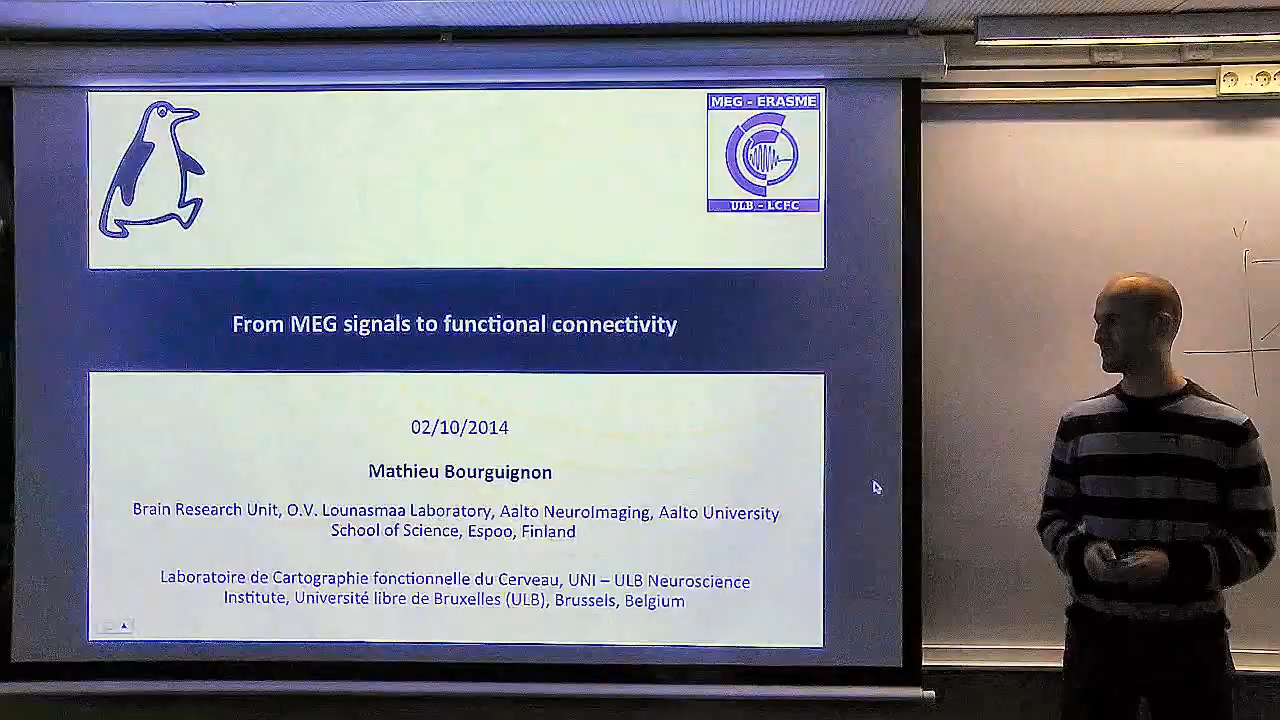 MEG - ERASME
ULB - LCFC
From MEG signals to functional connectivity
02/10/2014
Mathieu Bourguignon
Brain Research Unit, O.V. Lounasmaa Laboratory, Aalto NeuroImaging, Aalto University
School of Science, Espoo, Finland
Laboratoire de Cartographie fonctionnelle du Cerveau, UNI – ULB Neuroscience
Institute, Université libre de Bruxelles (ULB), Brussels, Belgium